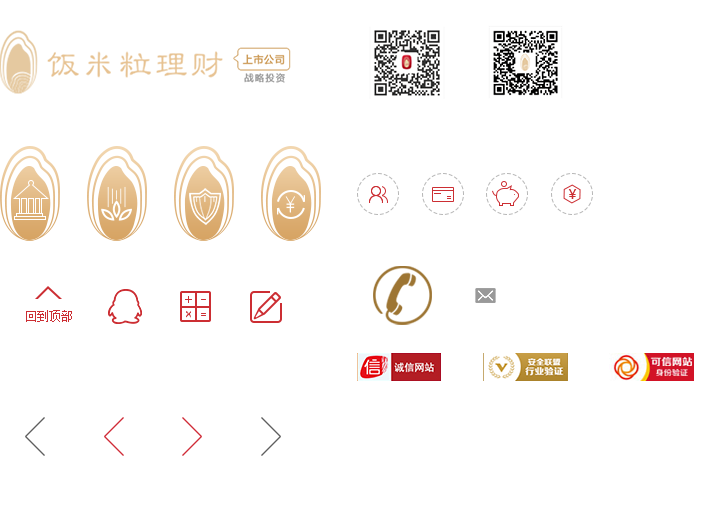 饭米粒理财
上市公司
战略投资
回到顶部
信
诚信网站
安全联盟
行业验证
可信网站
身份验证